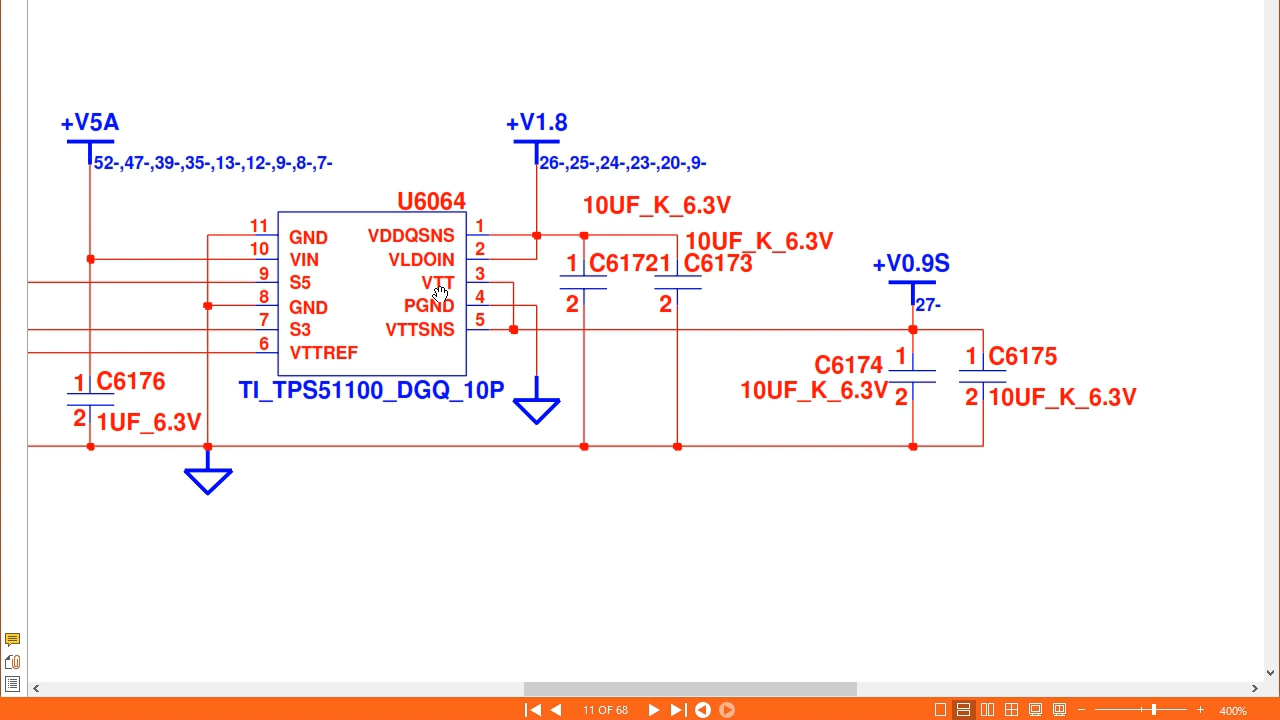 +V5A
52-,47-,39-,35-,13-,12-,9-,8-,7-
+V1.8
26-,25-,24-,23-,20-,9-
U6064
10UF_K_6.3V
11 GND VDDQSNS 1
10UF_K_6.3V
10 VIN VLDOIN 2
1 C6172
1 C6173
+V0.9S
9 S5 VTT 3
8 GND PGND 4
2
2
27-
7 S3 VTTSNS 5
6 VTTREF
TI_TPS51100_DGQ_10P
1 C6176
2 1UF_6.3V
C6174 1
10UF_K_6.3V 2
1 C6175
2 10UF_K_6.3V
11 OF 68
400%